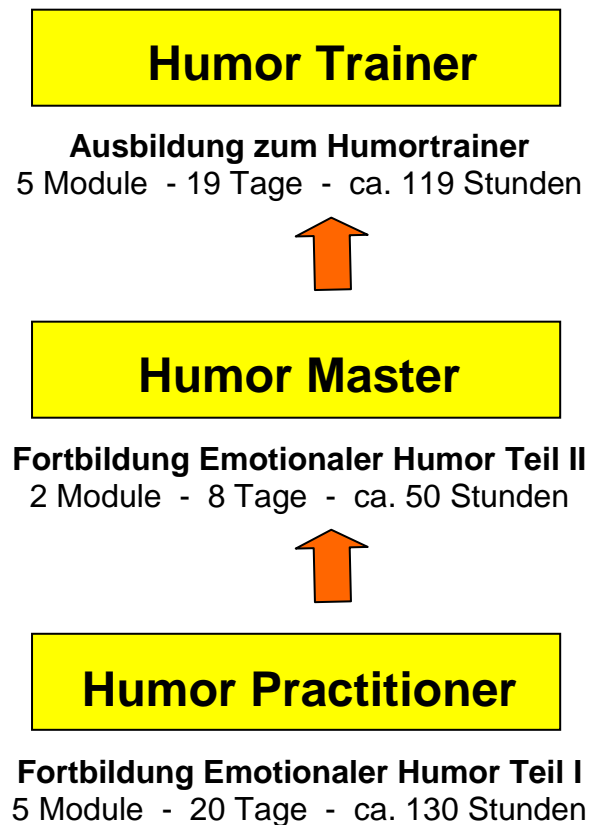 Humor Trainer
Ausbildung zum Humortrainer
5 Module - 19 Tage - ca. 119 Stunden
Humor Master
Fortbildung Emotionaler Humor Teil II
2 Module - 8 Tage - ca. 50 Stunden
Humor Practitioner
Fortbildung Emotionaler Humor Teil I
5 Module - 20 Tage - ca. 130 Stunden